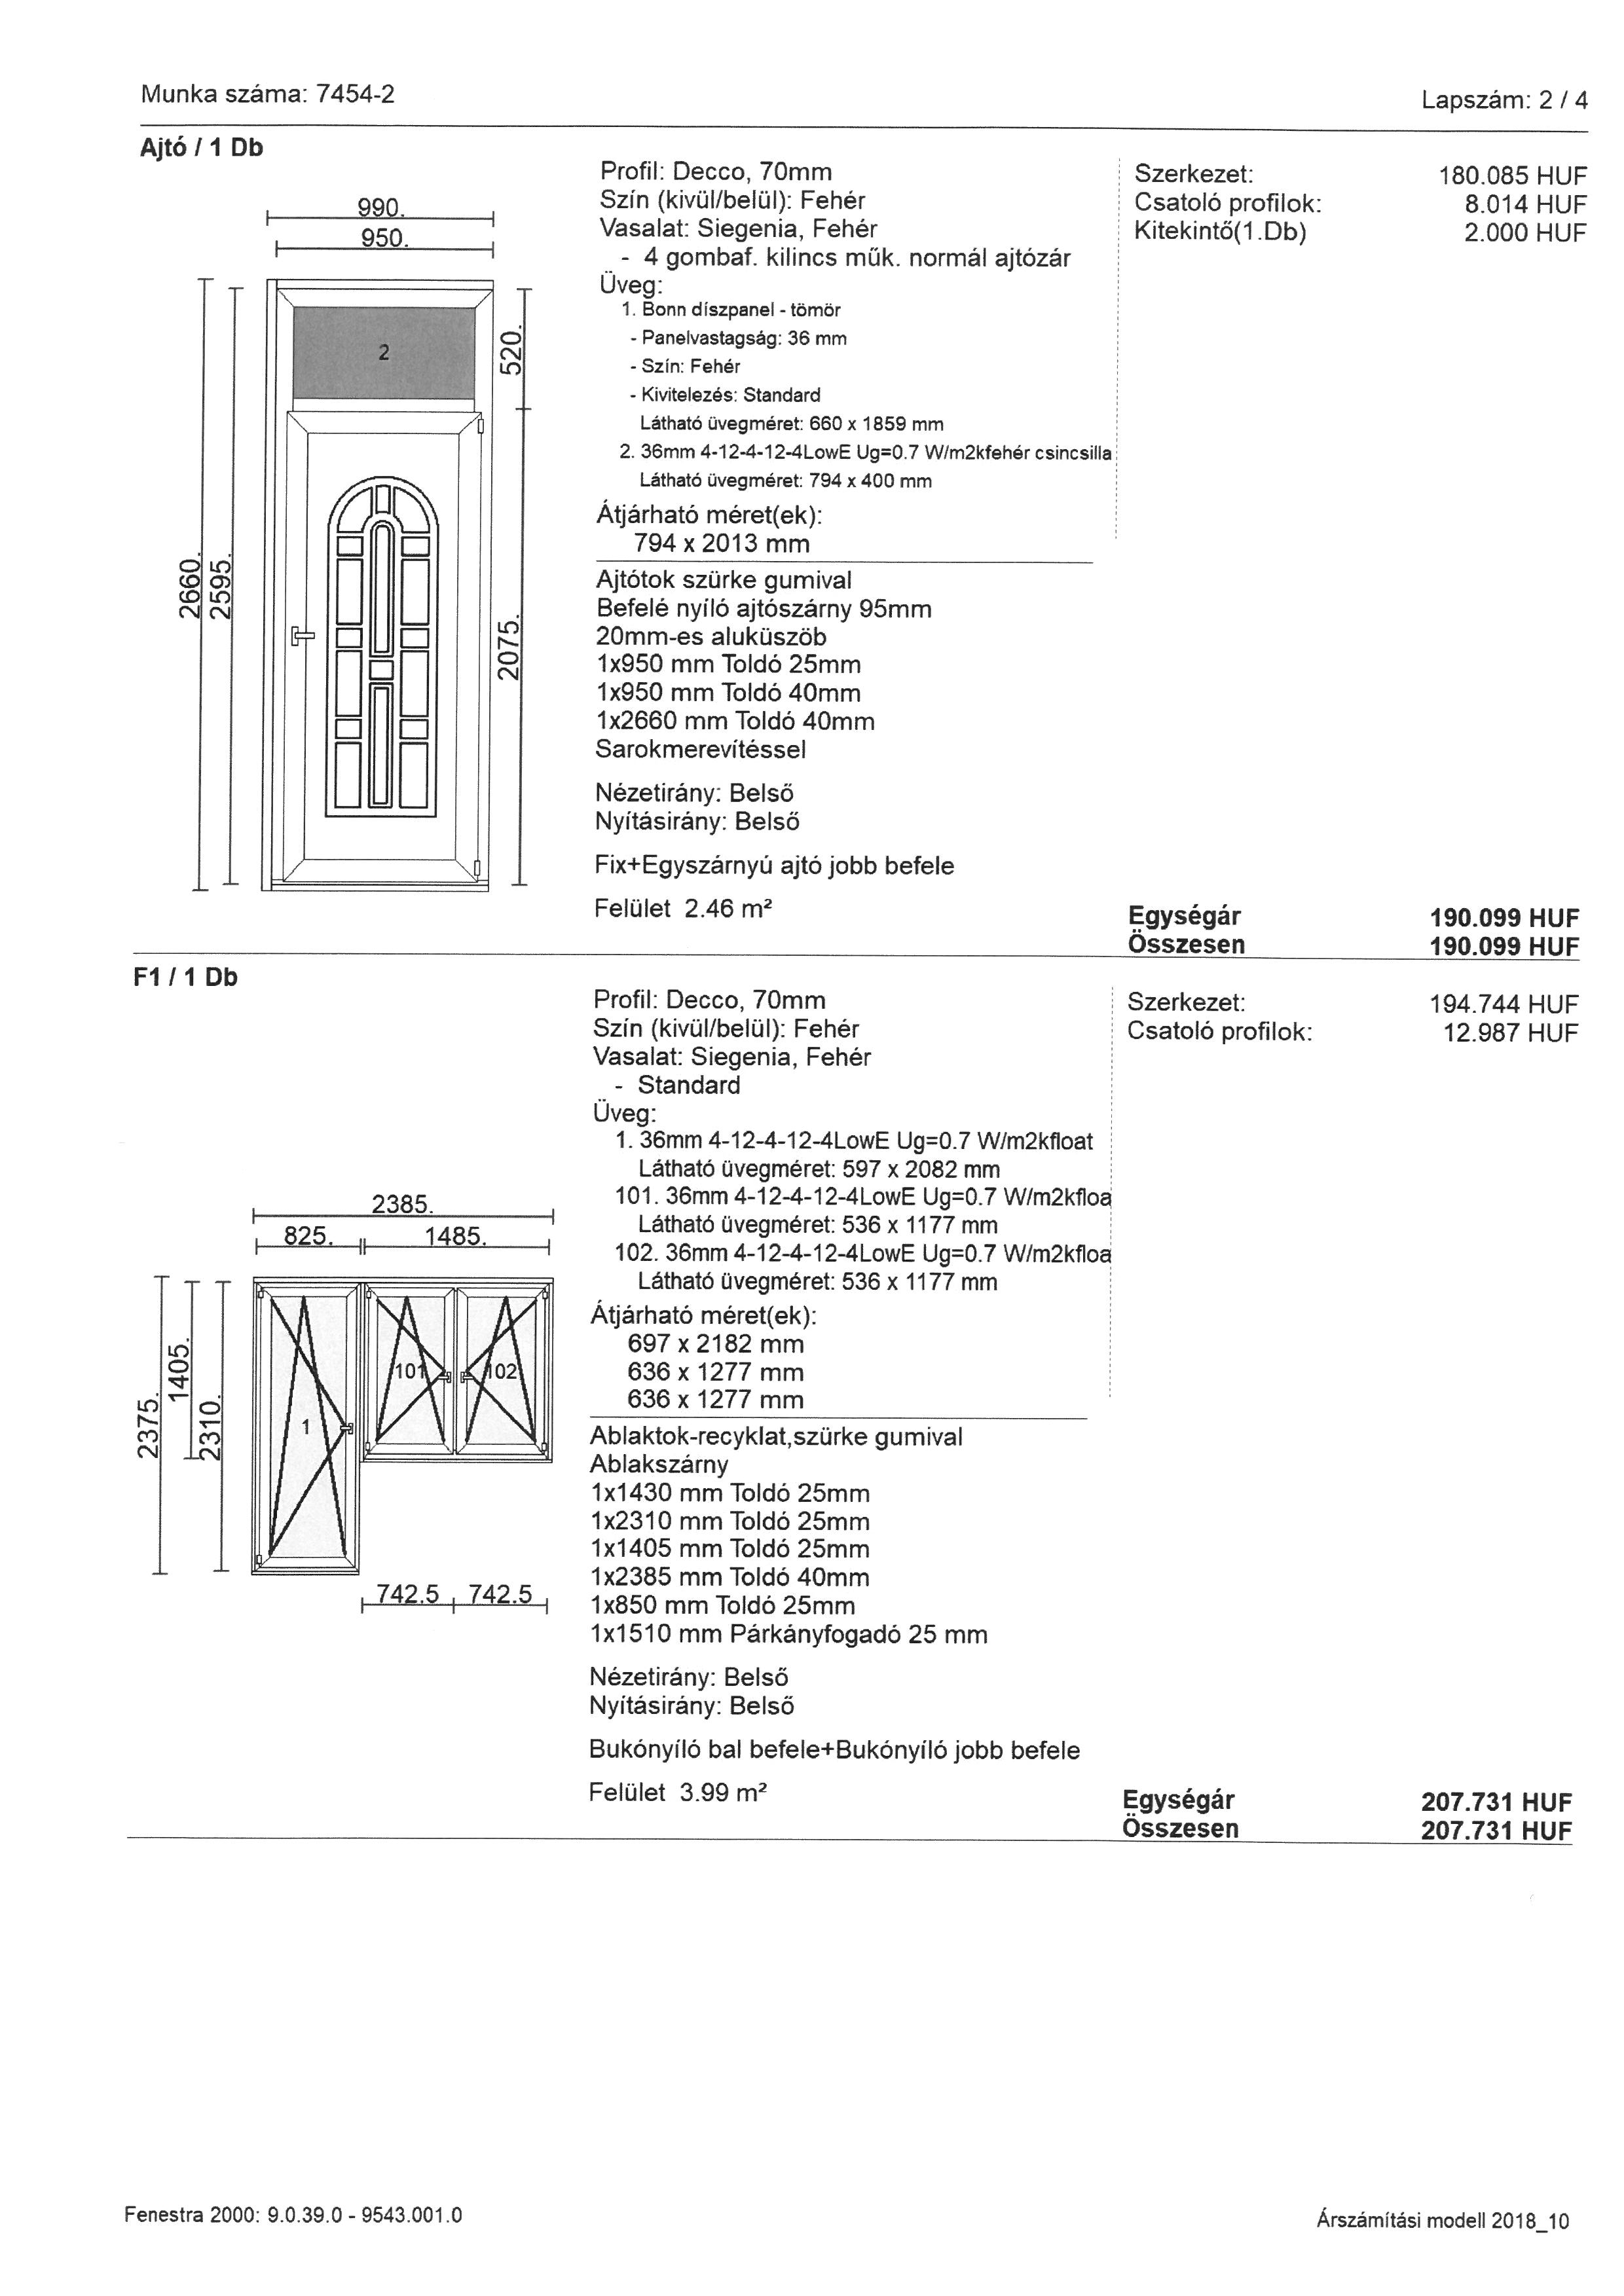 Munka száma: 7454-2
Lapszám: 2 / 4
Ajtó / 1 Db
990.
950.
2660.
2595.
520.
2075.
2
Profil: Decco, 70mm
Szín (kivül/belül): Fehér
Vasalat: Siegenia, Fehér
- 4 gombaf. kilincs műk. normál ajtózár
Üveg:
1. Bonn díszpanel - tömör
- Panelvastagság: 36 mm
- Szín: Fehér
- Kivitelezés: Standard
Látható üvegméret: 660 x 1859 mm
2. 36mm 4-12-4-12-4LowE Ug=0.7 W/m2kfehér csincsilla
Látható üvegméret: 794 x 400 mm
Átjárható méret(ek):
794 x 2013 mm
Ajtótok szürke gumival
Befelé nyíló ajtószárny 95mm
20mm-es aluküszöb
1x950 mm Toldó 25mm
1x950 mm Toldó 40mm
1x2660 mm Toldó 40mm
Sarokmerevítéssel
Nézetirány: Belső
Nyításirány: Belső
Fix+Egyszárnyú ajtó jobb befele
Felület 2.46 m²
Szerkezet: 180.085 HUF
Csatoló profilok: 8.014 HUF
Kitekintő(1.Db) 2.000 HUF
Egységár 190.099 HUF
Összesen 190.099 HUF
F1 / 1 Db
2385.
825. 1485.
2375.
1405.
2310.
1
101
102
742.5 742.5
Profil: Decco, 70mm
Szín (kivül/belül): Fehér
Vasalat: Siegenia, Fehér
- Standard
Üveg:
1. 36mm 4-12-4-12-4LowE Ug=0.7 W/m2kfloat
Látható üvegméret: 597 x 2082 mm
101. 36mm 4-12-4-12-4LowE Ug=0.7 W/m2kfloa
Látható üvegméret: 536 x 1177 mm
102. 36mm 4-12-4-12-4LowE Ug=0.7 W/m2kfloa
Látható üvegméret: 536 x 1177 mm
Átjárható méret(ek):
697 x 2182 mm
636 x 1277 mm
636 x 1277 mm
Ablaktok-recyklat,szürke gumival
Ablakszárny
1x1430 mm Toldó 25mm
1x2310 mm Toldó 25mm
1x1405 mm Toldó 25mm
1x2385 mm Toldó 40mm
1x850 mm Toldó 25mm
1x1510 mm Párkányfogadó 25 mm
Nézetirány: Belső
Nyításirány: Belső
Bukónyíló bal befele+Bukónyíló jobb befele
Felület 3.99 m²
Szerkezet: 194.744 HUF
Csatoló profilok: 12.987 HUF
Egységár 207.731 HUF
Összesen 207.731 HUF
Fenestra 2000: 9.0.39.0 - 9543.001.0
Árszámítási modell 2018_10